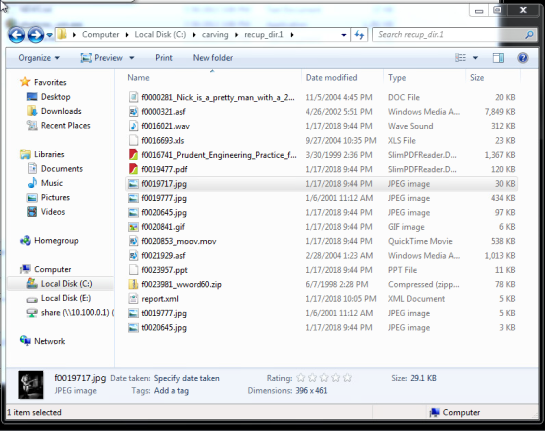 Computer ▸ Local Disk (C:) ▸ carving ▸ recup_dir.1 ▸
Search recup_dir.1
Organize ▾ Preview ▾ Print New folder
Name Date modified Type Size
Favorites
Desktop
Downloads
Recent Places
Libraries
Documents
Music
Pictures
Videos
Homegroup
Computer
Local Disk (C:)
Local Disk (E:)
share (\\10.100.0.1) (
Network
f0000281_Nick_is_a_pretty_man_with_a_2... 11/5/2004 4:45 PM DOC File 20 KB
f0000321.asf 4/26/2002 5:51 PM Windows Media A... 7,849 KB
f0016021.wav 1/17/2018 9:44 PM Wave Sound 312 KB
f0016693.xls 9/27/2004 10:35 PM XLS File 23 KB
f0016741_Prudent_Engineering_Practice_f... 3/30/1999 2:36 PM SlimPDFReader.D... 1,367 KB
f0019477.pdf 1/17/2018 9:44 PM SlimPDFReader.D... 120 KB
f0019717.jpg 1/17/2018 9:44 PM JPEG image 30 KB
f0019777.jpg 1/6/2001 11:12 AM JPEG image 434 KB
f0020645.jpg 1/17/2018 9:44 PM JPEG image 97 KB
f0020841.gif 1/17/2018 9:44 PM GIF image 6 KB
f0020853_moov.mov 1/17/2018 9:44 PM QuickTime Movie 538 KB
f0021929.asf 2/28/2004 1:23 AM Windows Media A... 1,013 KB
f0023957.ppt 1/17/2018 9:44 PM PPT File 11 KB
f0023981_wword60t.zip 6/7/1998 2:28 PM Compressed (zipp... 78 KB
report.xml 1/17/2018 10:05 PM XML Document 5 KB
t0019777.jpg 1/6/2001 11:12 AM JPEG image 5 KB
t0020645.jpg 1/17/2018 9:44 PM JPEG image 3 KB
f0019717.jpg Date taken: Specify date taken Rating: ☆☆☆☆☆ Size: 29.1 KB
JPEG image Tags: Add a tag Dimensions: 396 x 461
1 item selected Computer